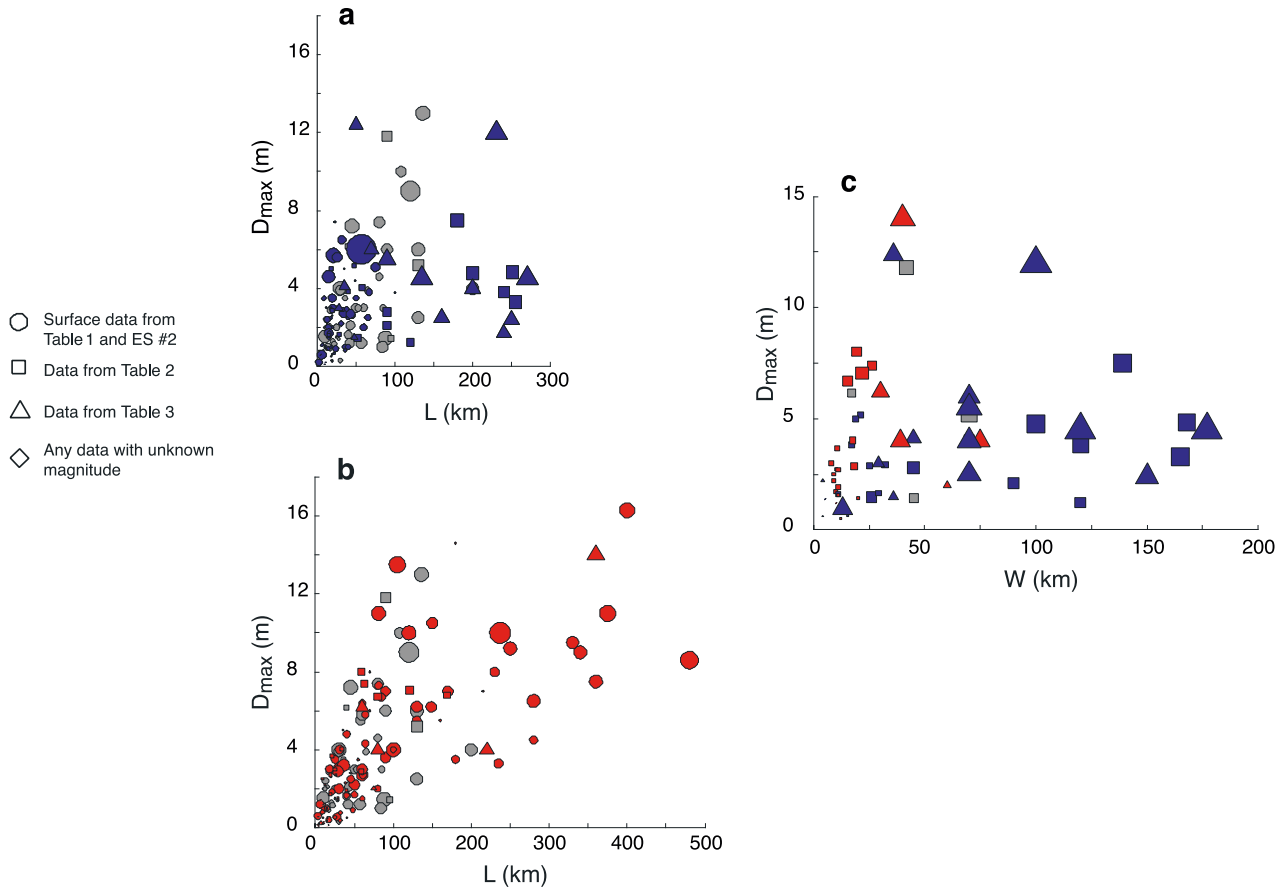 a
16
12
8
4
0
0
100
200
300
Dmax (m)
L (km)
Surface data from
Table 1 and ES #2
Data from Table 2
Data from Table 3
Any data with unknown
magnitude
b
16
12
8
4
0
0
100
200
300
400
500
Dmax (m)
L (km)
c
15
10
5
0
0
50
100
150
200
Dmax (m)
W (km)